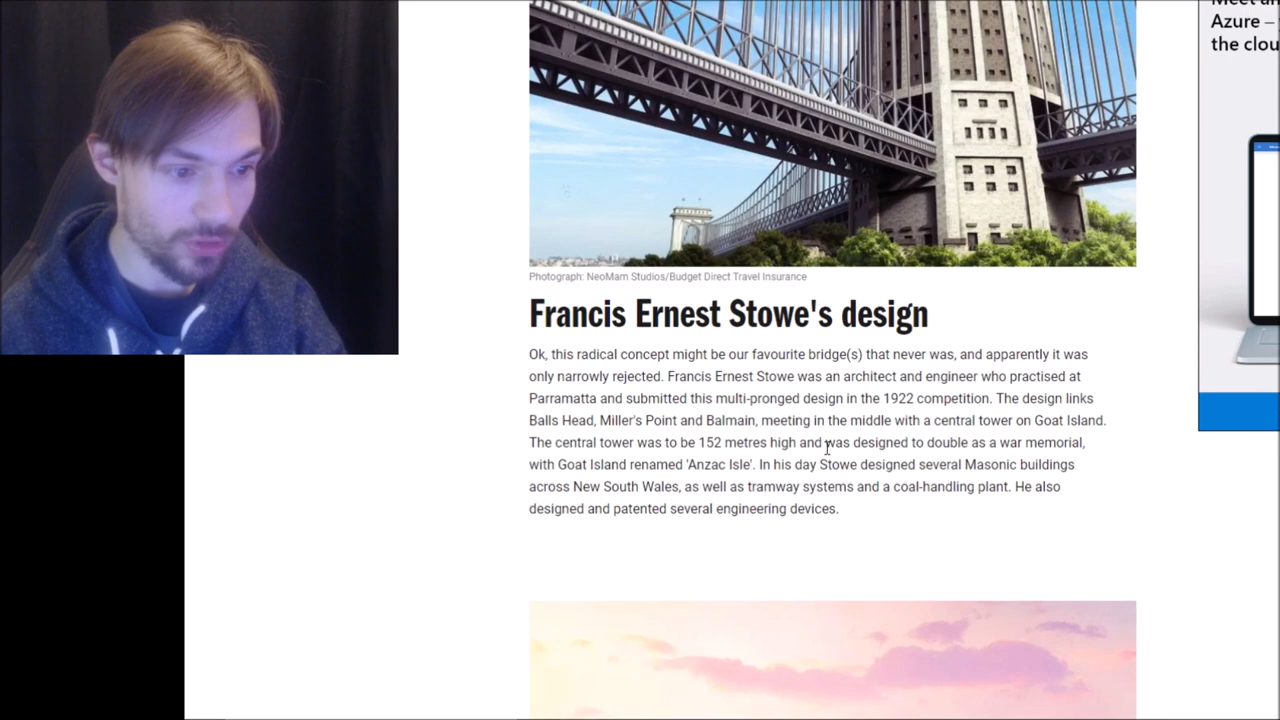 Azure –
the clou
Photograph: NeoMam Studios/Budget Direct Travel Insurance
Francis Ernest Stowe's design
Ok, this radical concept might be our favourite bridge(s) that never was, and apparently it was
only narrowly rejected. Francis Ernest Stowe was an architect and engineer who practised at
Parramatta and submitted this multi-pronged design in the 1922 competition. The design links
Balls Head, Miller's Point and Balmain, meeting in the middle with a central tower on Goat Island.
The central tower was to be 152 metres high and was designed to double as a war memorial,
with Goat Island renamed 'Anzac Isle'. In his day Stowe designed several Masonic buildings
across New South Wales, as well as tramway systems and a coal-handling plant. He also
designed and patented several engineering devices.